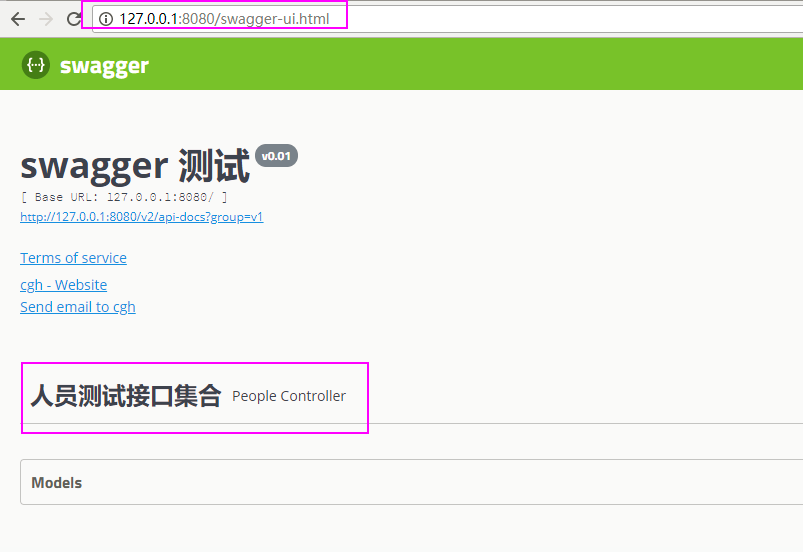 127.0.0.1:8080/swagger-ui.html
{···} swagger
swagger 测试 v0.01
[ Base URL: 127.0.0.1:8080/ ]
http://127.0.0.1:8080/v2/api-docs?group=v1
Terms of service
cgh - Website
Send email to cgh
人员测试接口集合 People Controller
Models